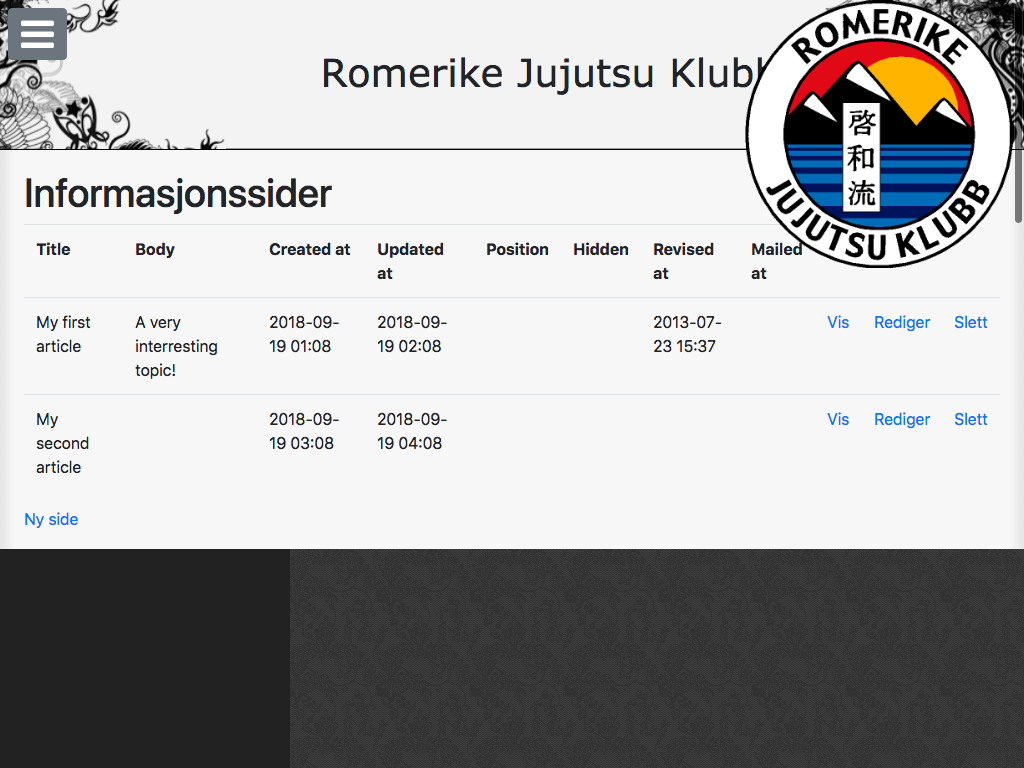 Romerike Jujutsu Klubb
ROMERIKE
啓和流
JUJUTSU KLUBB
Informasjonssider
Title Body Created at Updated at Position Hidden Revised at Mailed at
My first article A very interresting topic! 2018-09-19 01:08 2018-09-19 02:08 2013-07-23 15:37 Vis Rediger Slett
My second article 2018-09-19 03:08 2018-09-19 04:08 Vis Rediger Slett
Ny side